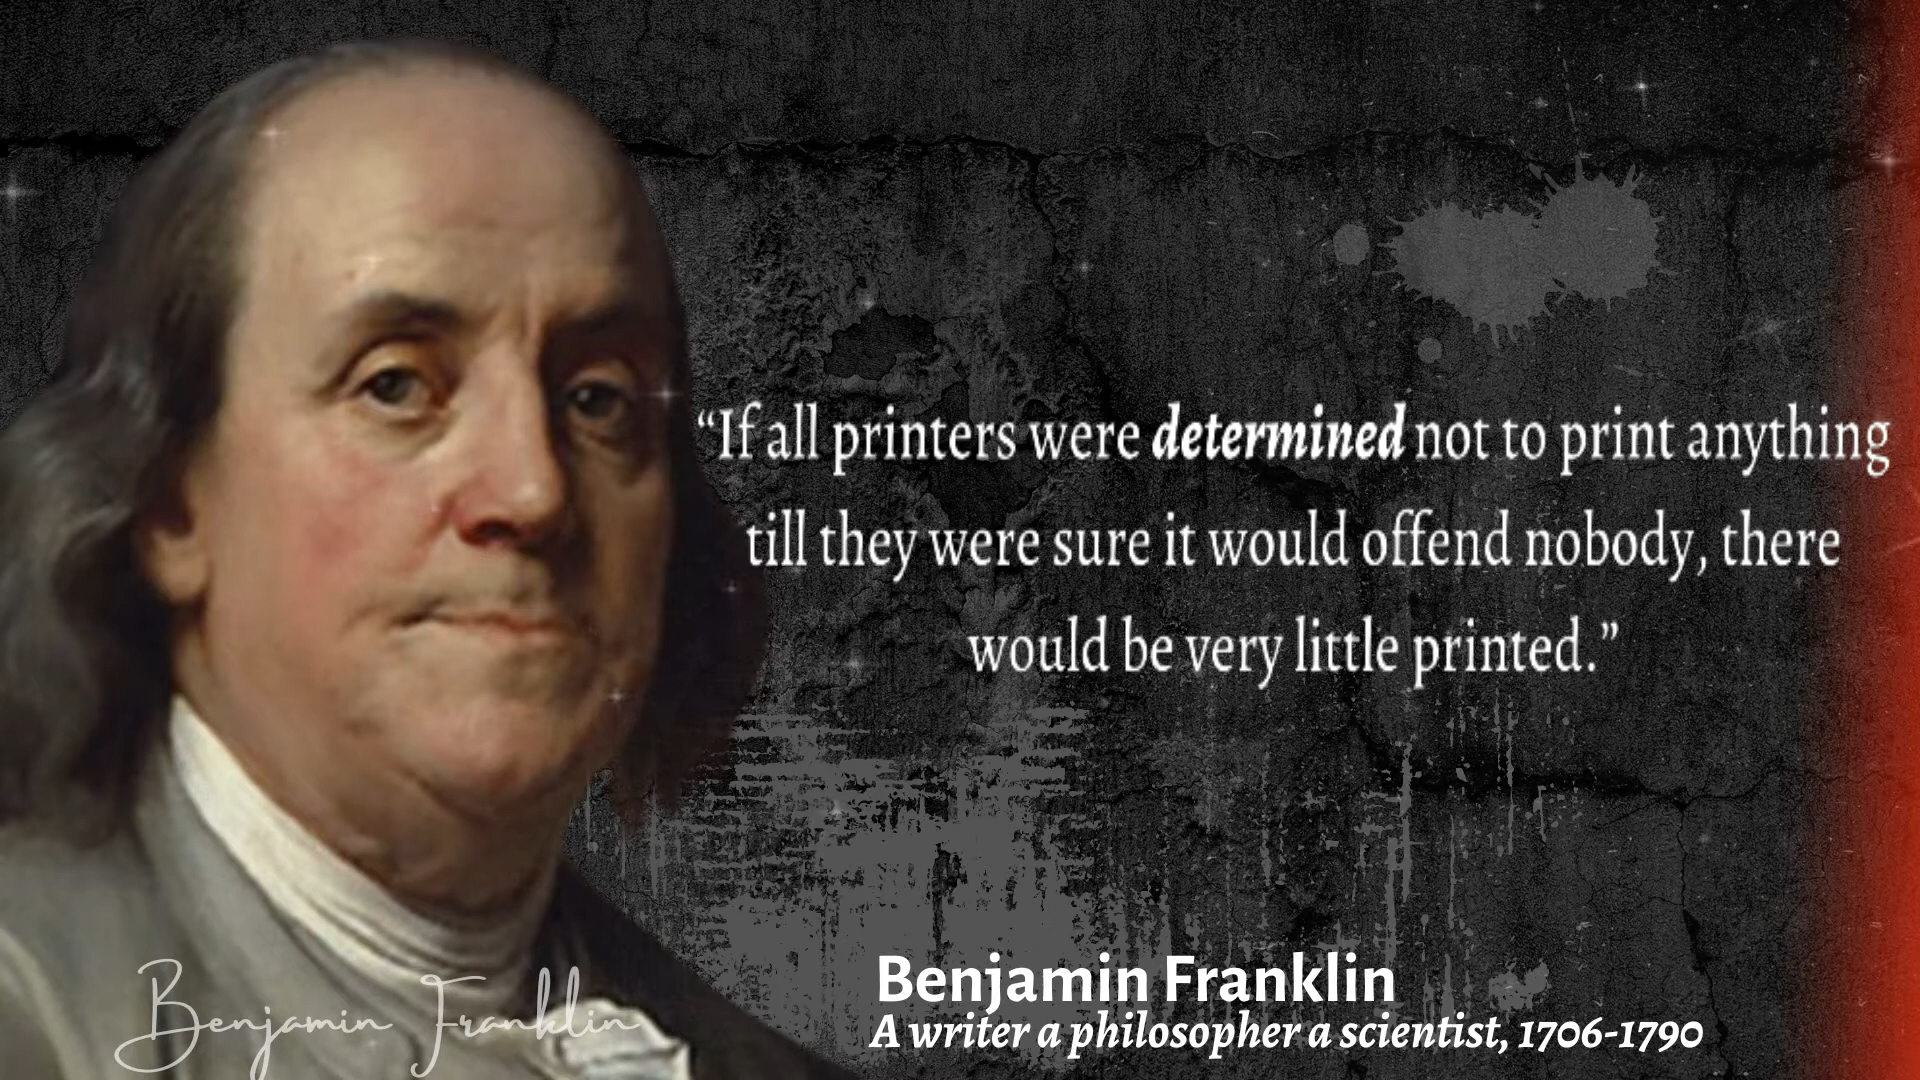 “If all printers were determined not to print anything
till they were sure it would offend nobody, there
would be very little printed.”
Benjamin Franklin
A writer a philosopher a scientist, 1706-1790
Benjamin Franklin